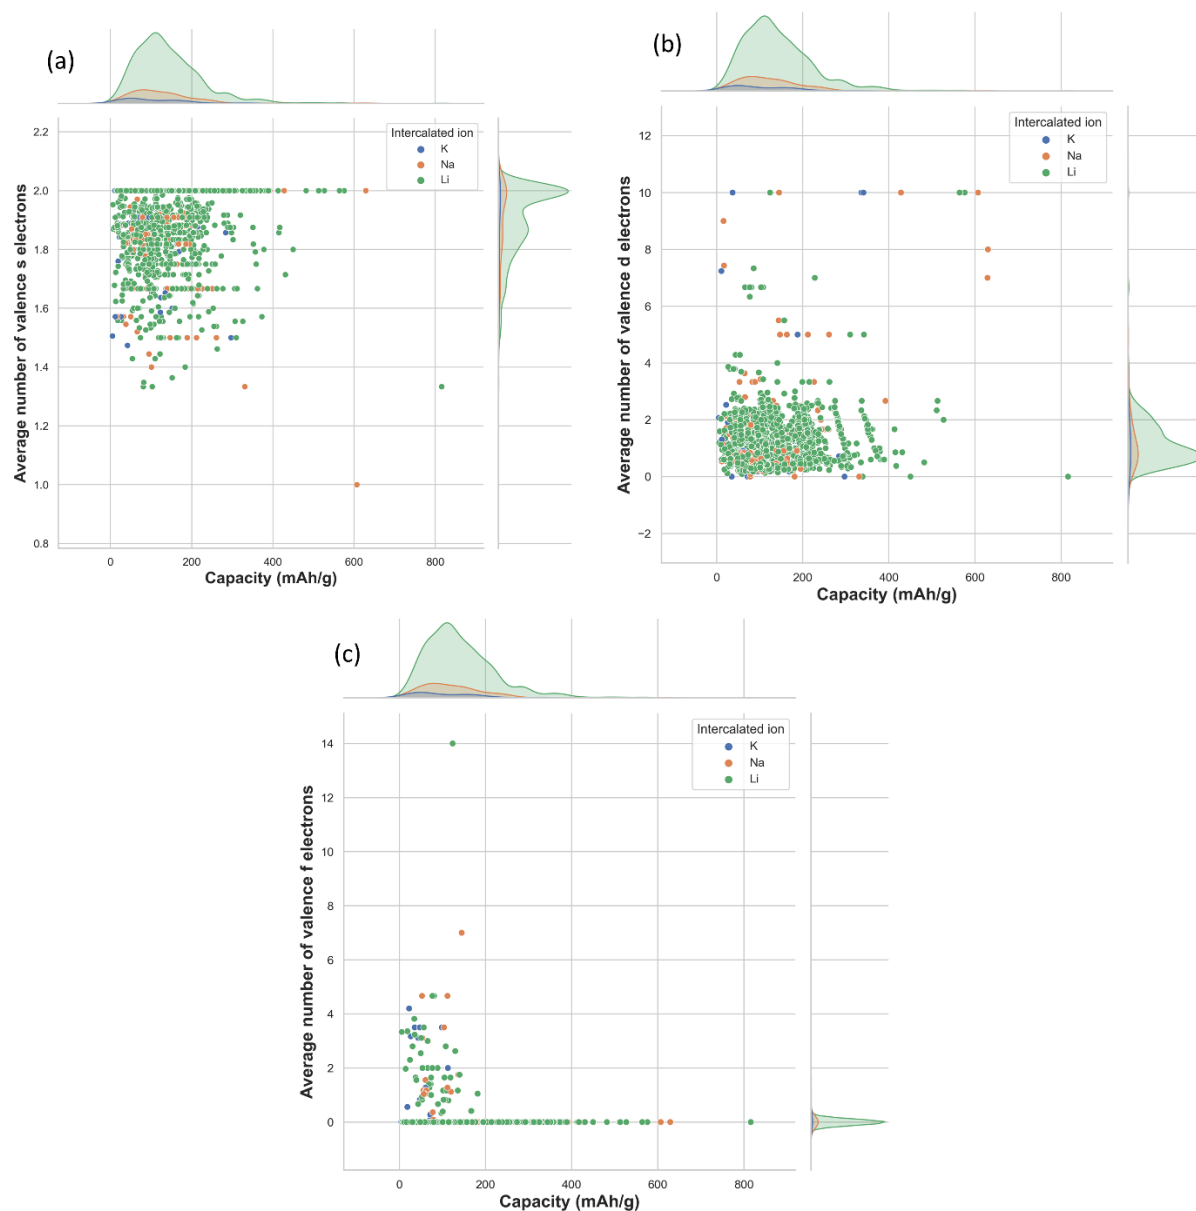 (a)
Intercalated ion
K
Na
Li
2.2
2.0
1.8
1.6
1.4
1.2
1.0
0.8
Average number of valence s electrons
0 200 400 600 800
Capacity (mAh/g)
(b)
Intercalated ion
K
Na
Li
12
10
8
6
4
2
0
−2
Average number of valence d electrons
0 200 400 600 800
Capacity (mAh/g)
(c)
Intercalated ion
K
Na
Li
14
12
10
8
6
4
2
0
Average number of valence f electrons
0 200 400 600 800
Capacity (mAh/g)